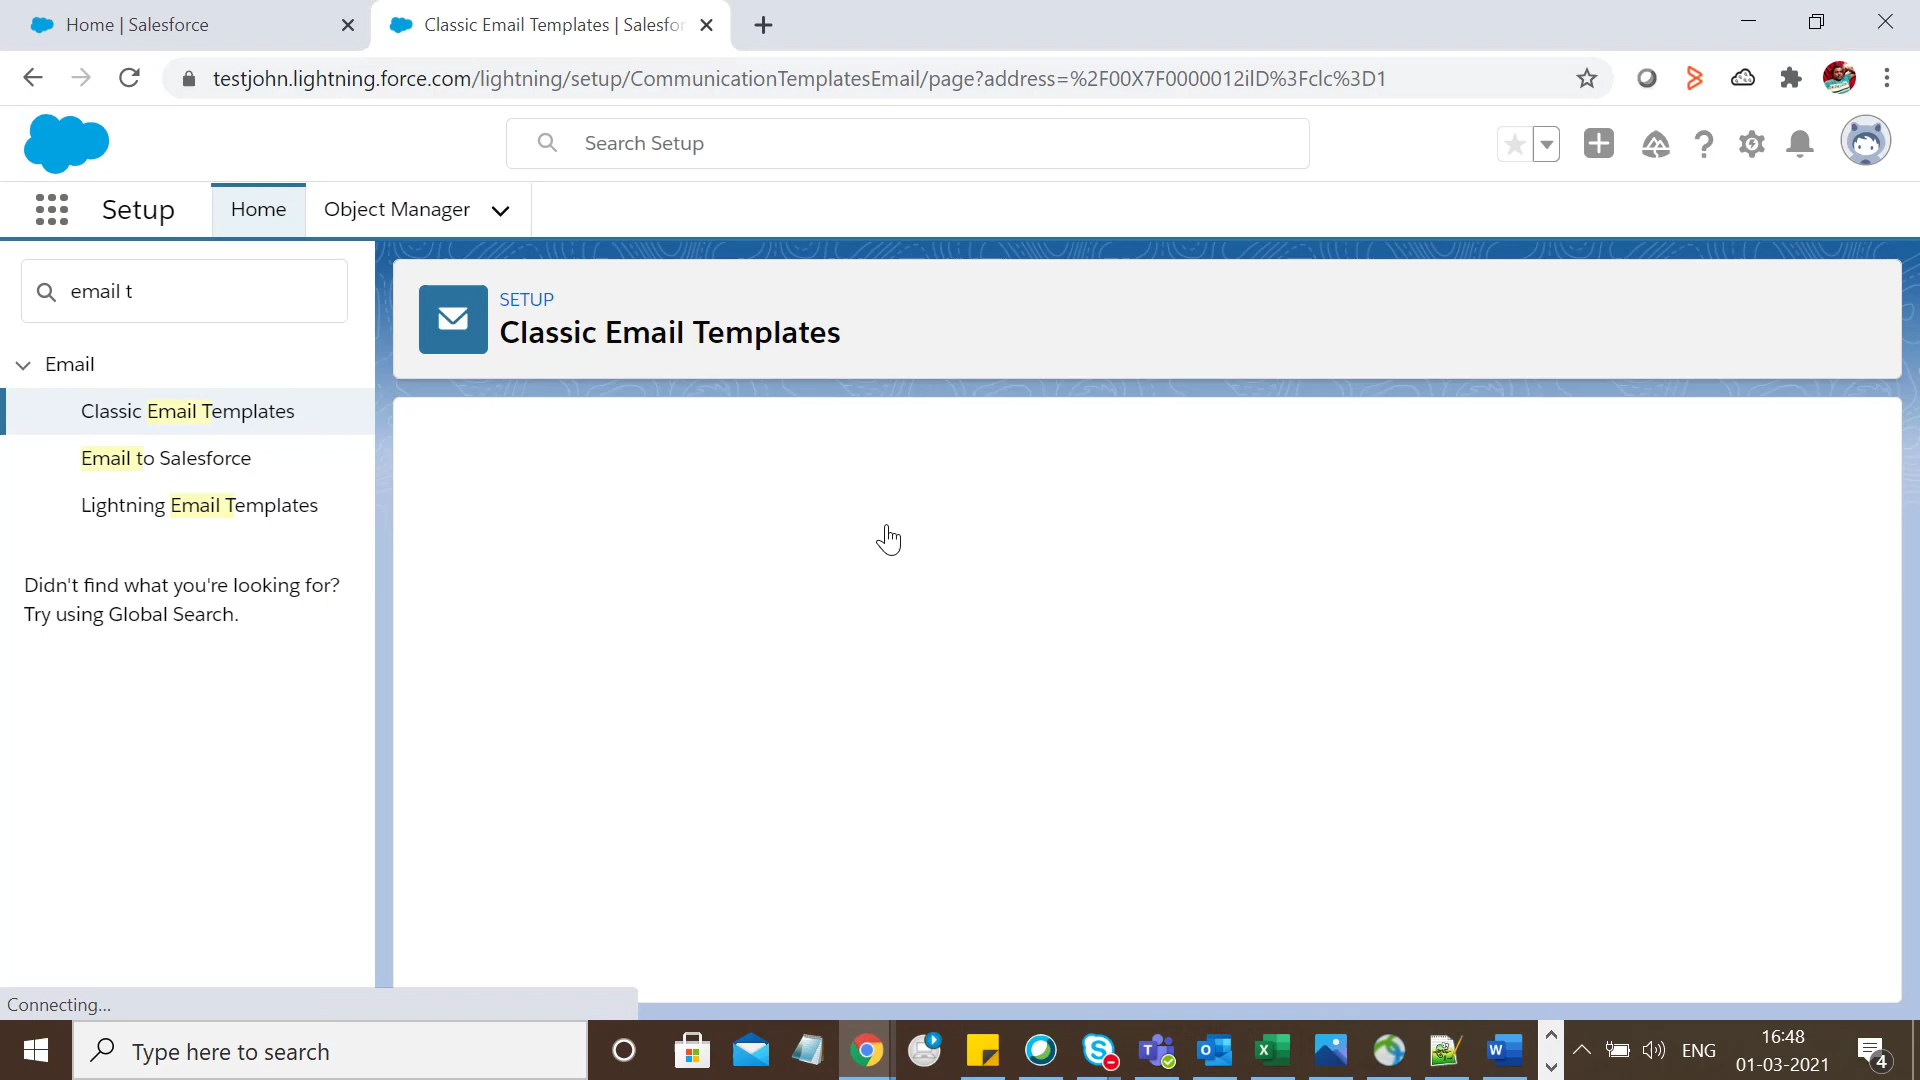 Home | Salesforce
Classic Email Templates | Salesfor
testjohn.lightning.force.com/lightning/setup/CommunicationTemplatesEmail/page?address=%2F00X7F0000012ilD%3Fclc%3D1
Search Setup
Setup
Home
Object Manager
email t
SETUP
Classic Email Templates
Email
Classic Email Templates
Email to Salesforce
Lightning Email Templates
Didn't find what you're looking for?
Try using Global Search.
Connecting...
Type here to search
ENG
16:48
01-03-2021
4